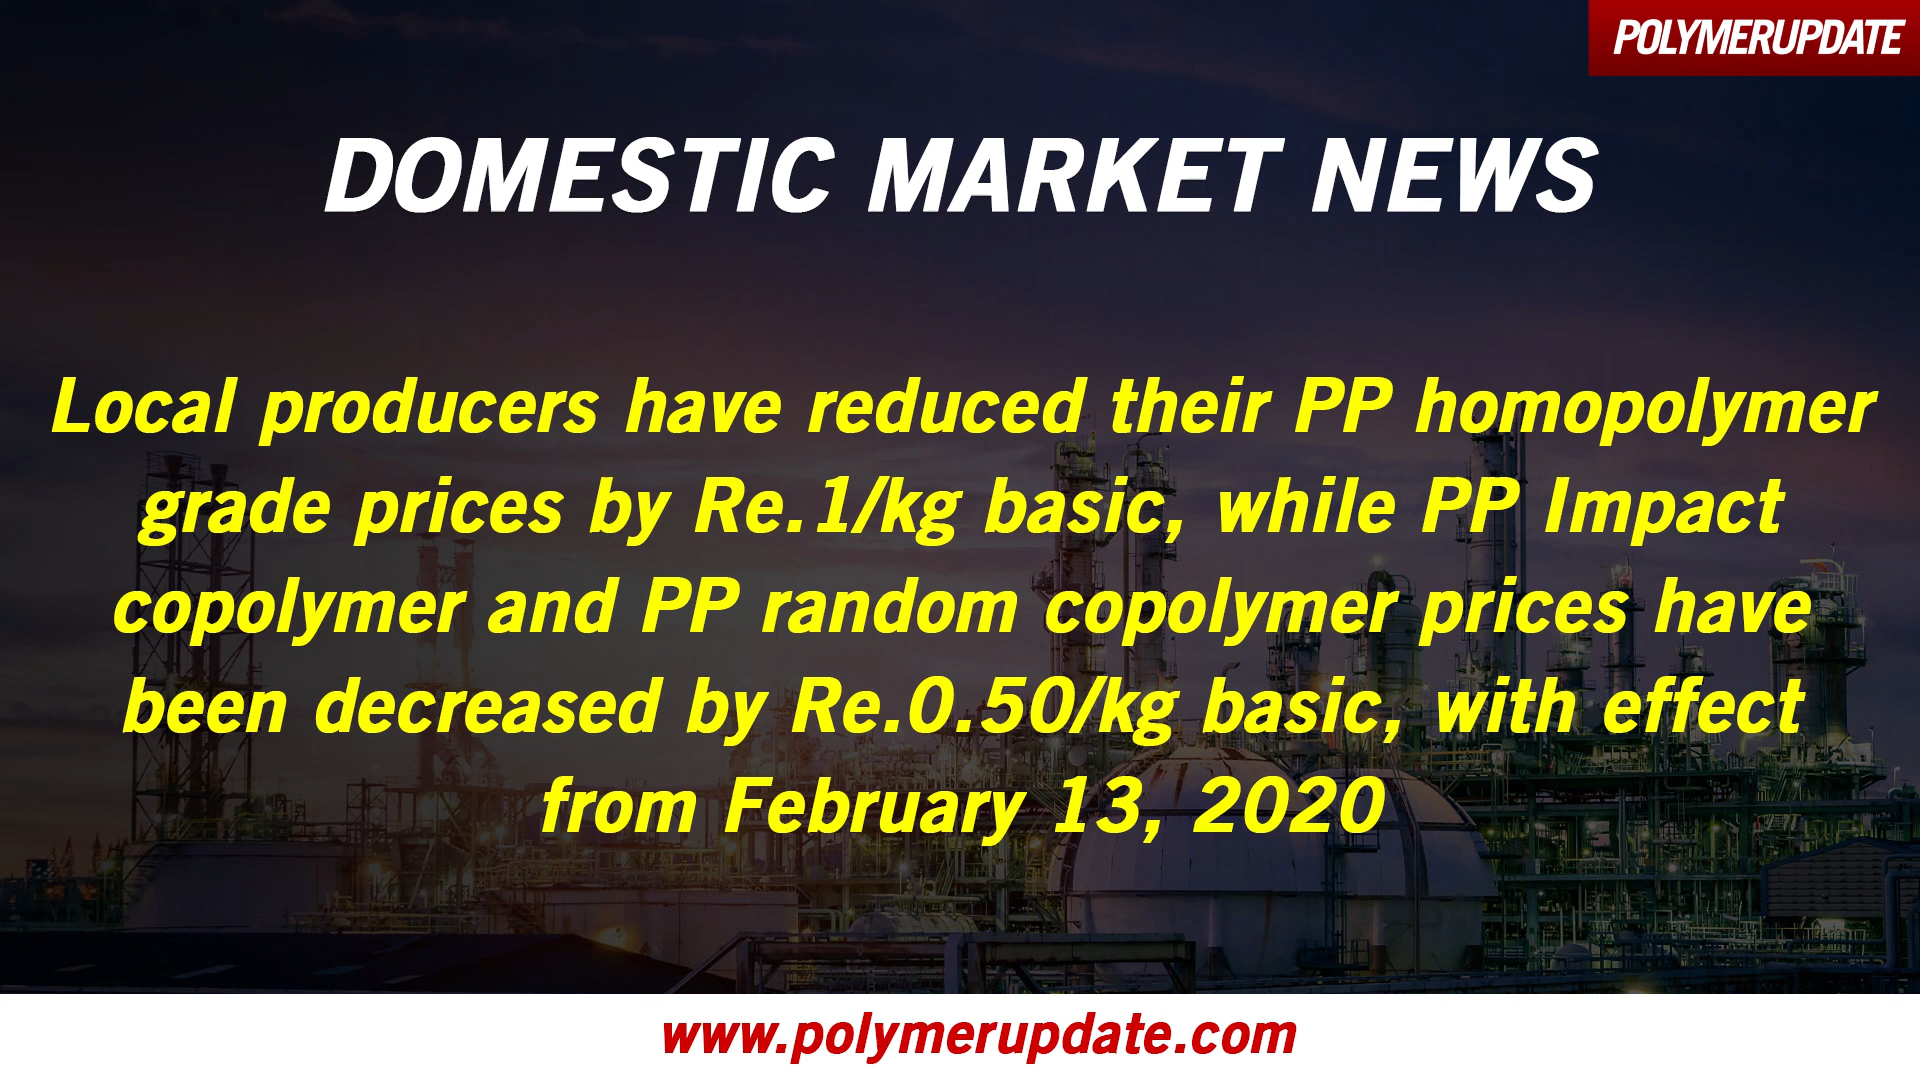 POLYMERUPDATE
DOMESTIC MARKET NEWS
Local producers have reduced their PP homopolymer
grade prices by Re.1/kg basic, while PP Impact
copolymer and PP random copolymer prices have
been decreased by Re.0.50/kg basic, with effect
from February 13, 2020
www.polymerupdate.com